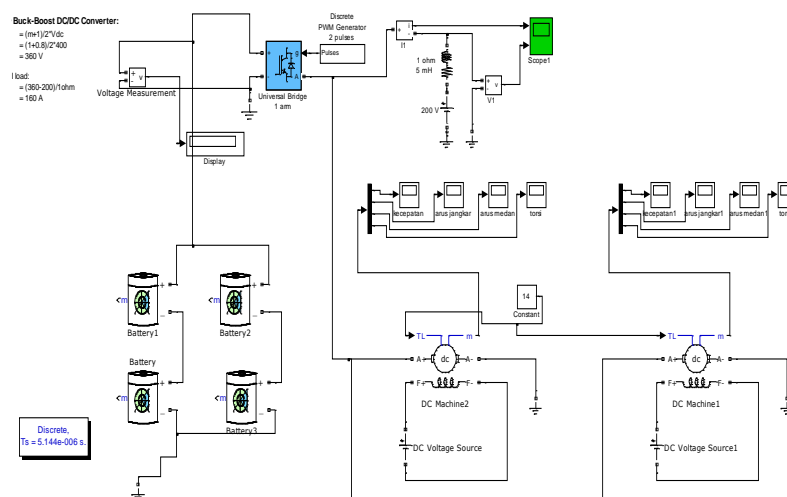 Buck-Boost DC/DC Converter:
= (m+1)/2*Vdc
= (1+0.8)/2*400
= 360 V
I load:
= (360-200)/1ohm
= 160 A
+
-
v
Voltage Measurement
Display
+
-
g
A
Universal Bridge
1 arm
Discrete
PWM Generator
2 pulses
Pulses
+
-
i
I1
1 ohm
5 mH
200 V
+
-
v
V1
Scope1
kecepatan
arus jangkar
arus medan
torsi
kecepatan1
arus jangkar1
arus medan1
<m
+
_
Battery1
<m
+
_
Battery2
Battery
<m
+
_
<m
+
_
Battery3
14
Constant
TL
m
A+
dc
A-
F+
F-
DC Machine2
DC Voltage Source
TL
m
A+
dc
A-
F+
F-
DC Machine1
DC Voltage Source1
Discrete,
Ts = 5.144e-006 s.